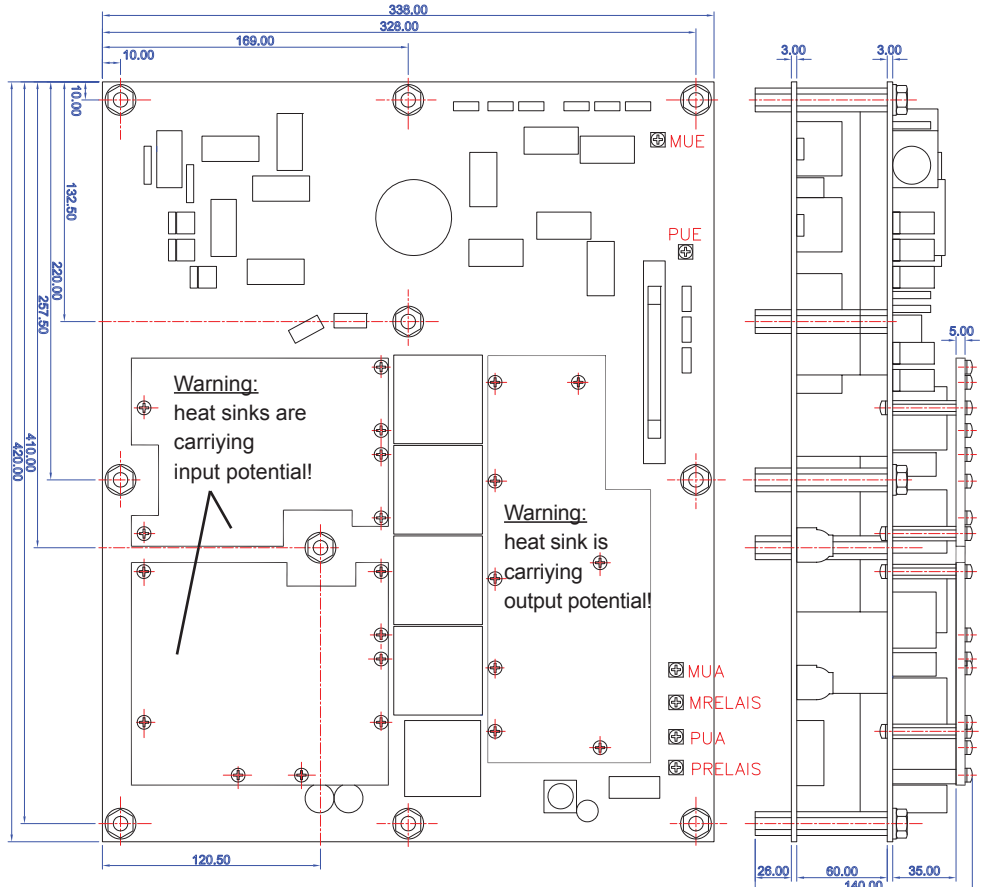 338.00
328.00
169.00
10.00
3.00
3.00
10.00
132.50
220.00
257.50
410.00
420.00
MUE
PUE
5.00
Warning:
heat sinks are
carriying
input potential!
Warning:
heat sink is
carriying
output potential!
MUA
MRELAIS
PUA
PRELAIS
120.50
26.00
60.00
35.00
140.00